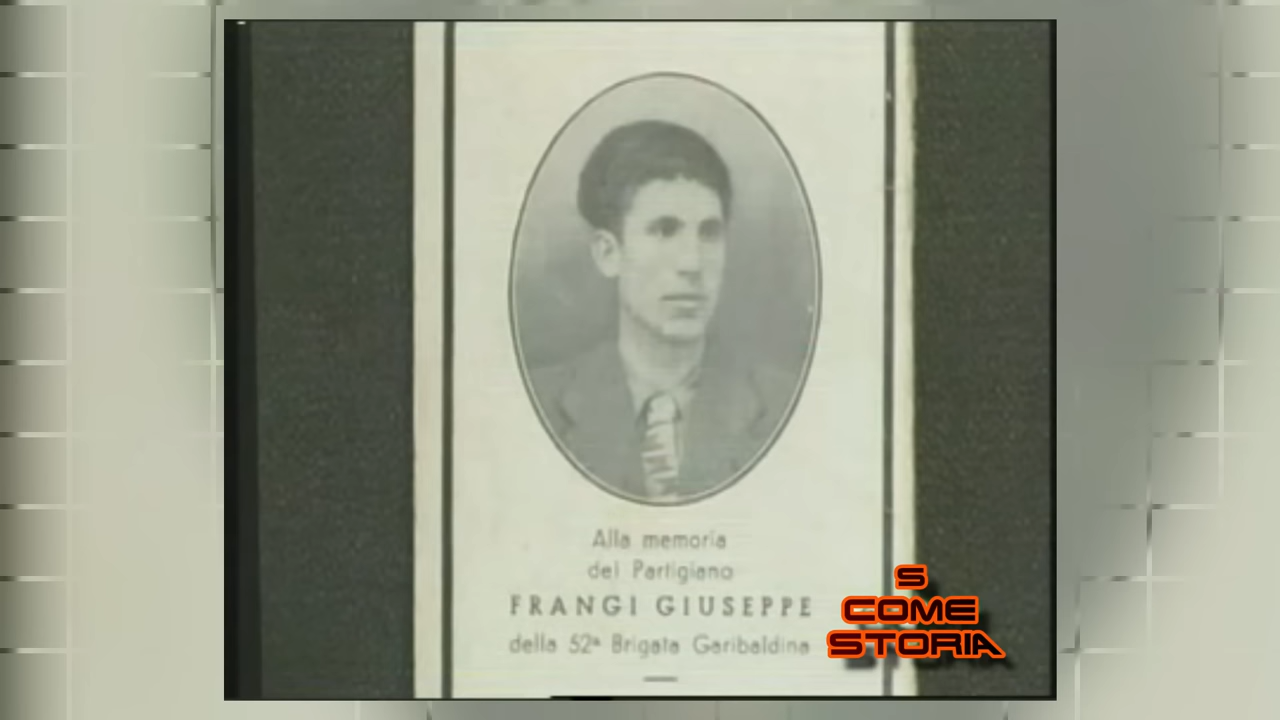 Alla memoria
del Partigiano
FRANGI GIUSEPPE
della 52ª Brigata Garibaldina
S
COME
STORIA